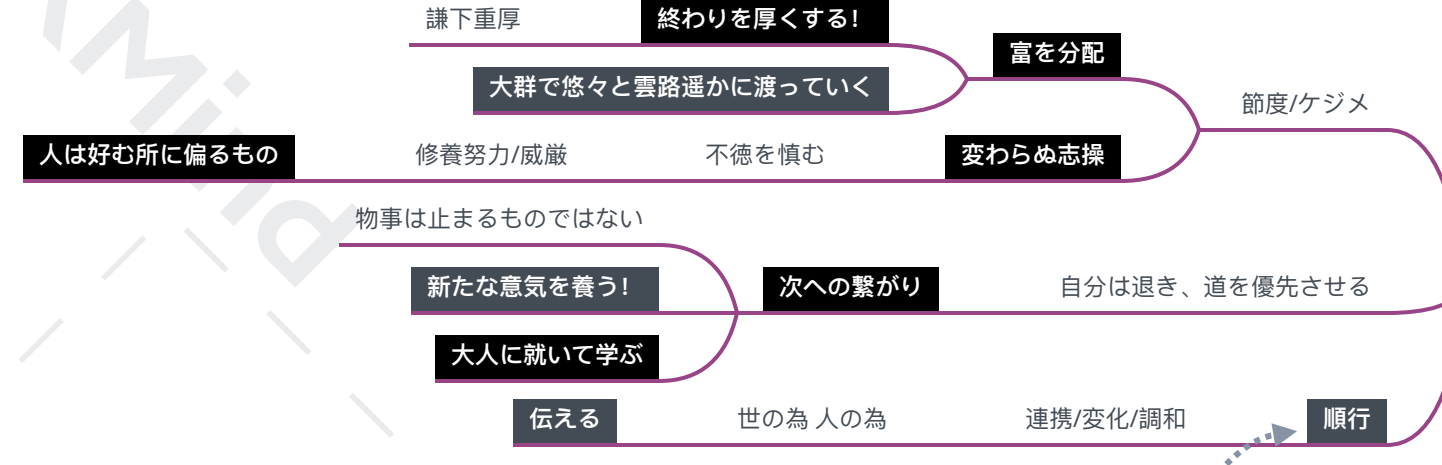 謙下重厚 終わりを厚くする!
富を分配
大群で悠々と雲路遥かに渡っていく
節度/ケジメ
人は好む所に偏るもの 修養努力/威厳 不徳を慎む 変わらぬ志操
物事は止まるものではない
新たな意気を養う! 次への繋がり 自分は退き、道を優先させる
大人に就いて学ぶ
伝える 世の為 人の為 連携/変化/調和 順行
AMind